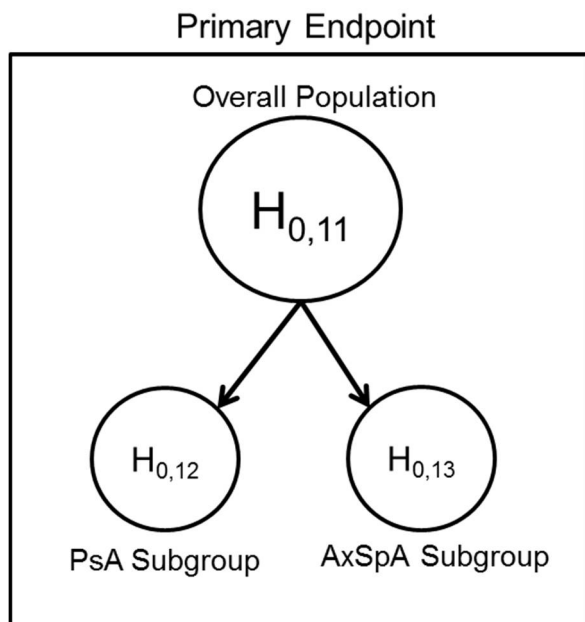 Primary Endpoint
Overall Population
H0,11
H0,12
H0,13
PsA Subgroup
AxSpA Subgroup